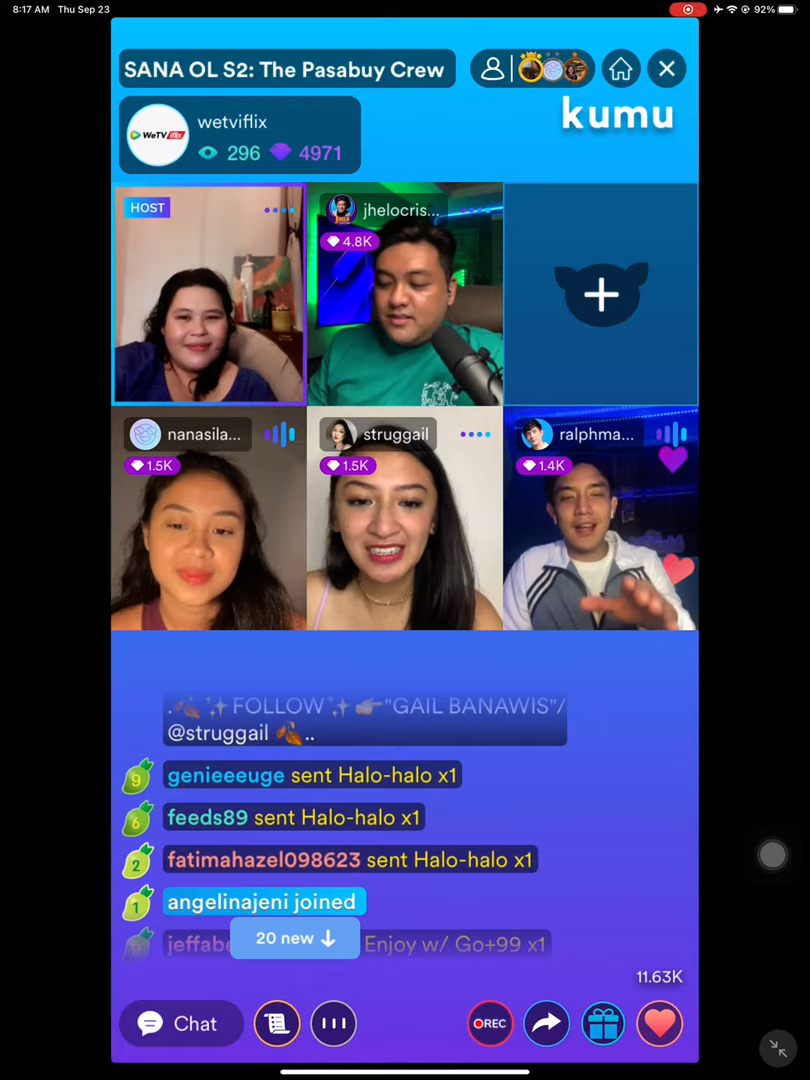 8:17 AM Thu Sep 23
92%
SANA OL S2: The Pasabuy Crew
kumu
WeTV iflix
wetviflix
296 4971
HOST
jhelocris...
4.8K
nanasila...
1.5K
struggail
1.5K
ralphma...
1.4K
.🍂 ✨ FOLLOW✨ 👉"GAIL BANAWIS"/
@struggail 🍂..
9 genieeeuge sent Halo-halo x1
6 feeds89 sent Halo-halo x1
2 fatimahazel098623 sent Halo-halo x1
1 angelinajeni joined
jeffabe
Enjoy w/ Go+99 x1
20 new ↓
11.63K
Chat
REC